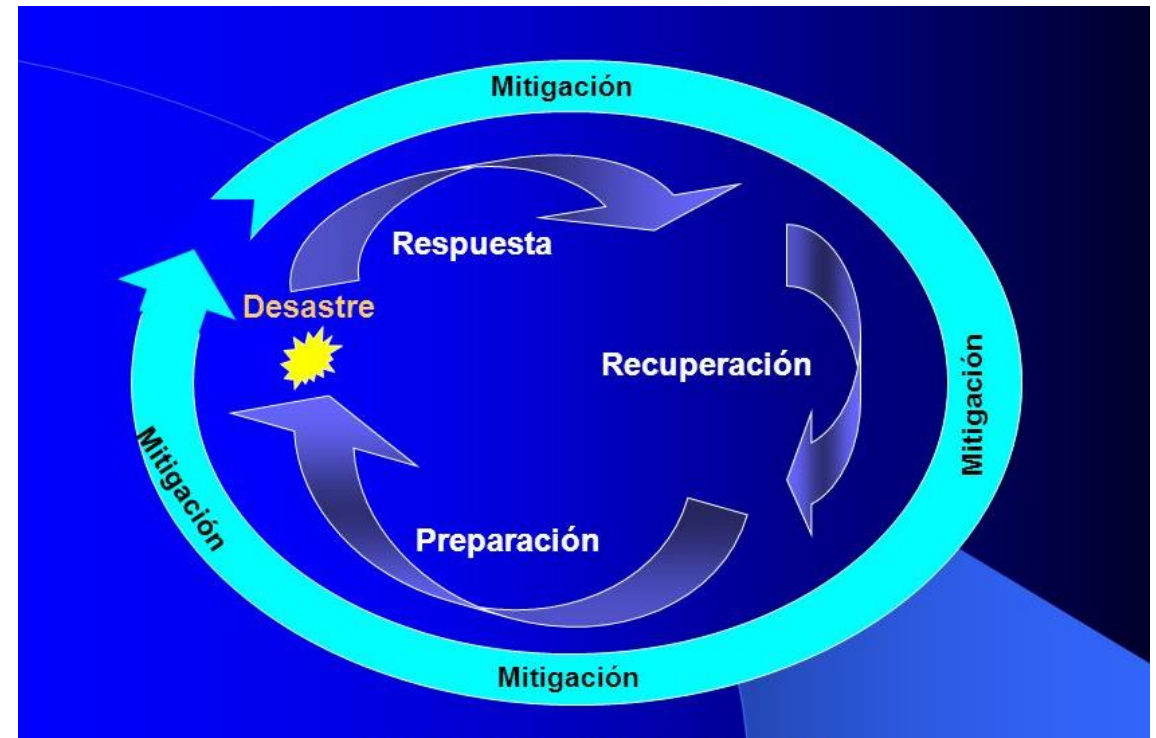 Mitigación
Respuesta
Desastre
Recuperación
Mitigación
Mitigación
Preparación
Mitigación